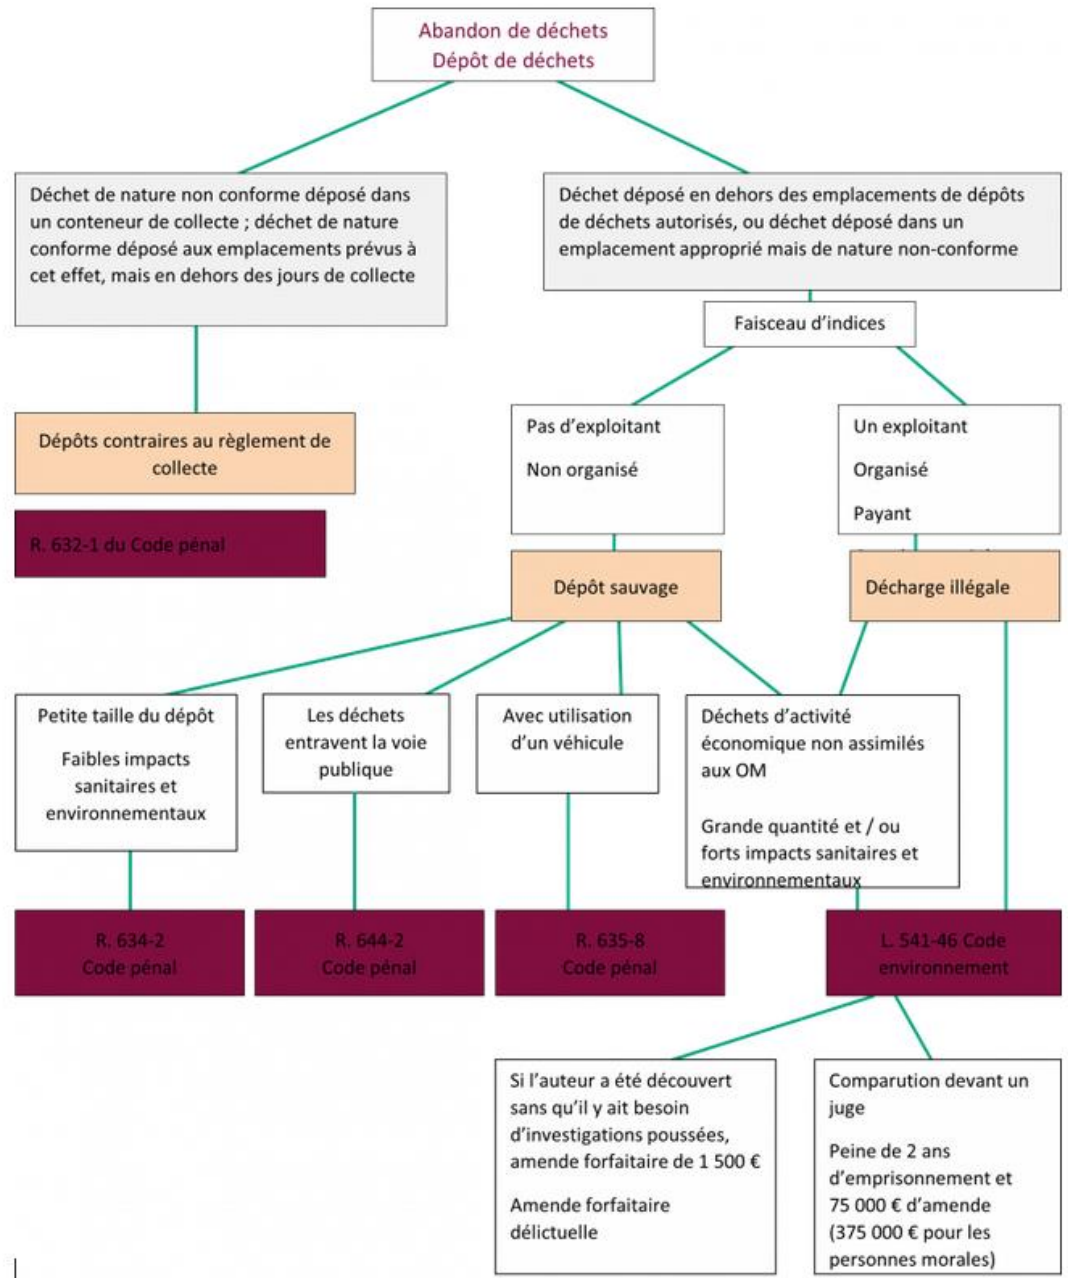 Abandon de déchets
Dépôt de déchets
Déchet de nature non conforme déposé dans
un conteneur de collecte ; déchet de nature
conforme déposé aux emplacements prévus à
cet effet, mais en dehors des jours de collecte
Déchet déposé en dehors des emplacements de dépôts
de déchets autorisés, ou déchet déposé dans un
emplacement approprié mais de nature non-conforme
Faisceau d'indices
Dépôts contraires au règlement de
collecte
R. 632-1 du Code pénal
Pas d'exploitant
Non organisé
Un exploitant
Organisé
Payant
Dépôt sauvage
Décharge illégale
Petite taille du dépôt
Faibles impacts
sanitaires et
environnementaux
Les déchets
entravent la voie
publique
Avec utilisation
d'un véhicule
Déchets d'activité
économique non assimilés
aux OM
Grande quantité et / ou
forts impacts sanitaires et
environnementaux
R. 634-2
Code pénal
R. 644-2
Code pénal
R. 635-8
Code pénal
L. 541-46 Code
environnement
Si l'auteur a été découvert
sans qu'il y ait besoin
d'investigations poussées,
amende forfaitaire de 1 500 €
Amende forfaitaire
délictuelle
Comparution devant un
juge
Peine de 2 ans
d'emprisonnement et
75 000 € d'amende
(375 000 € pour les
personnes morales)